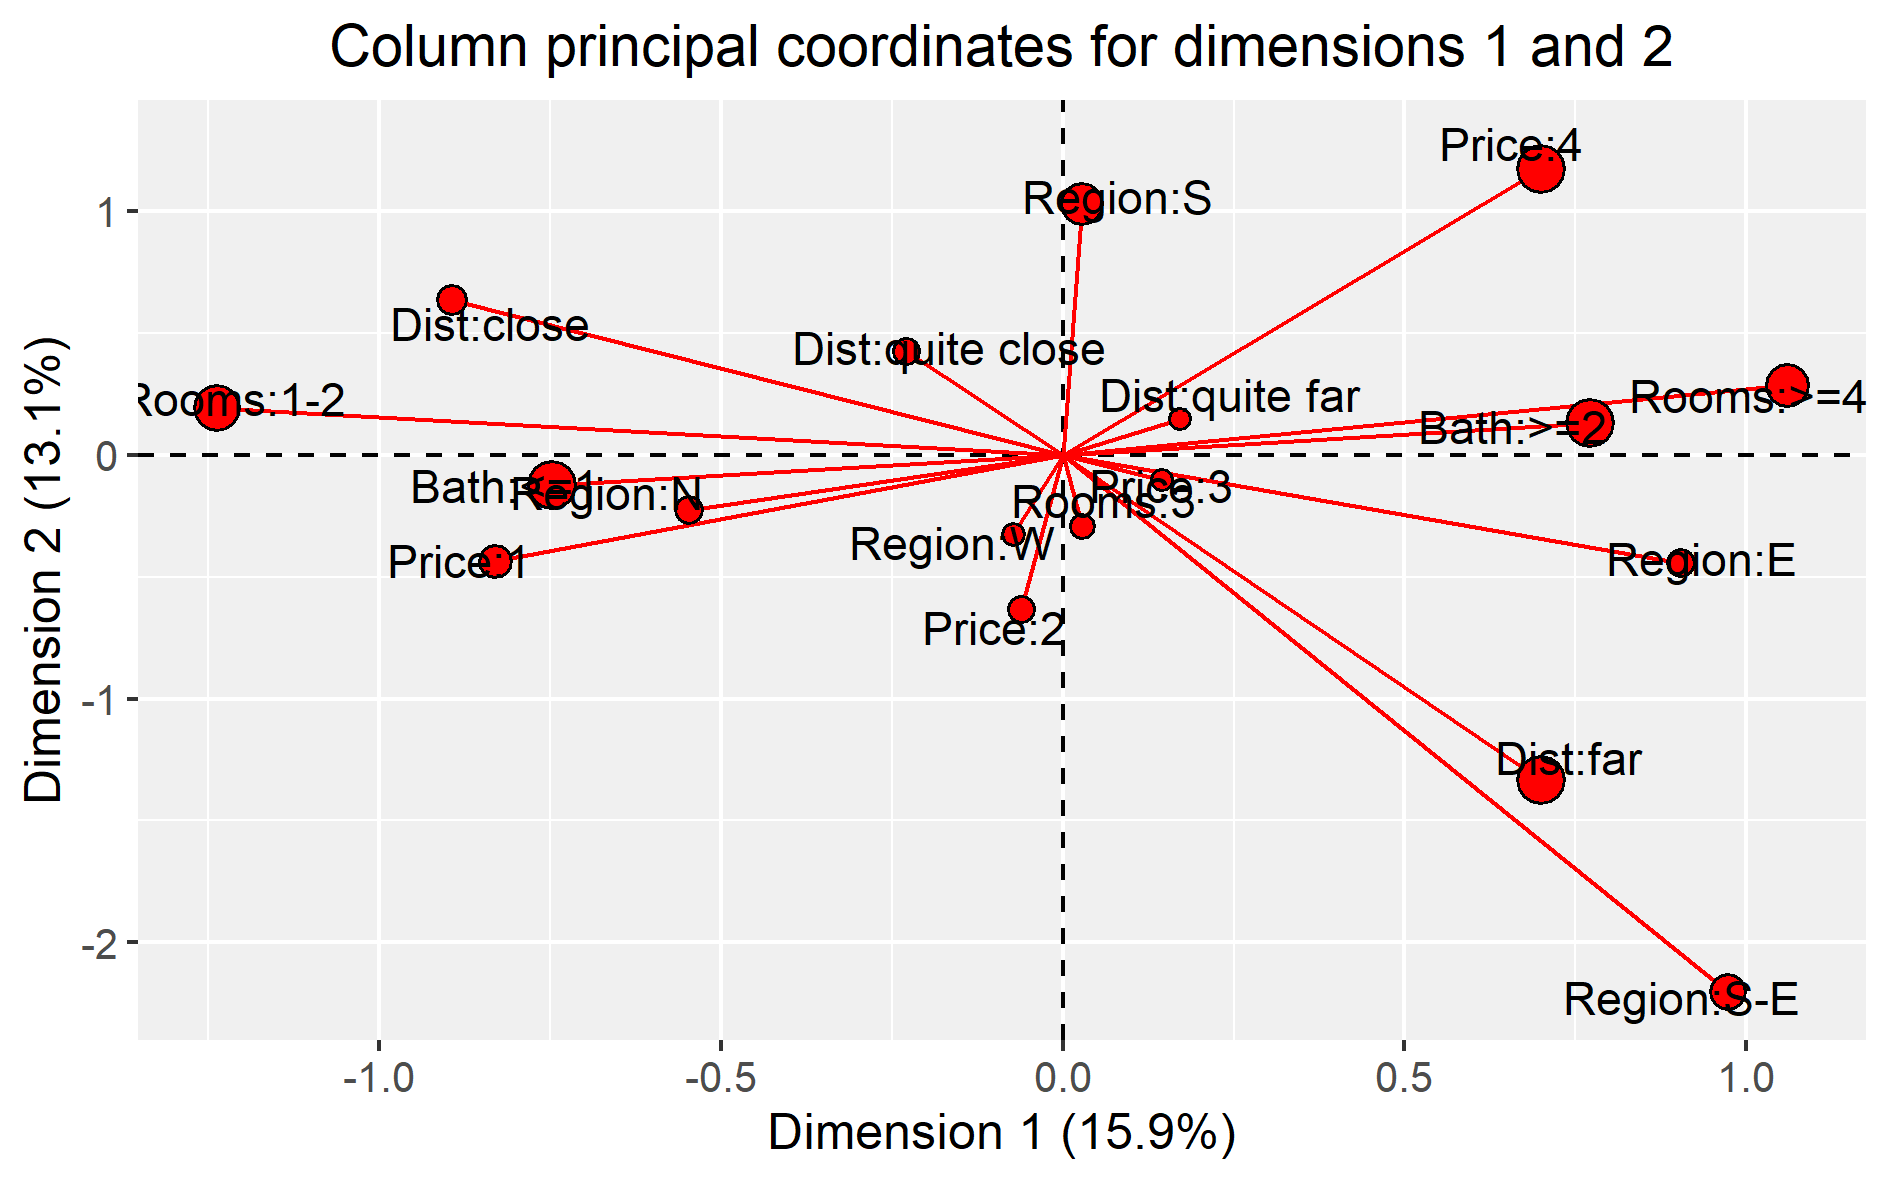 Column principal coordinates for dimensions 1 and 2
Price:4
Region:S
1
Dist:close
Dist:quite close
Dist:quite far
Rooms:1-2
Rooms:>=4
Bath:>=2
0
Bath:<=1
Region:N
Price:3
Rooms:3
Region:W
Price:1
Region:E
Price:2
-1
Dist:far
-2
Region:S-E
-1.0
-0.5
0.0
0.5
1.0
Dimension 1 (15.9%)
Dimension 2 (13.1%)